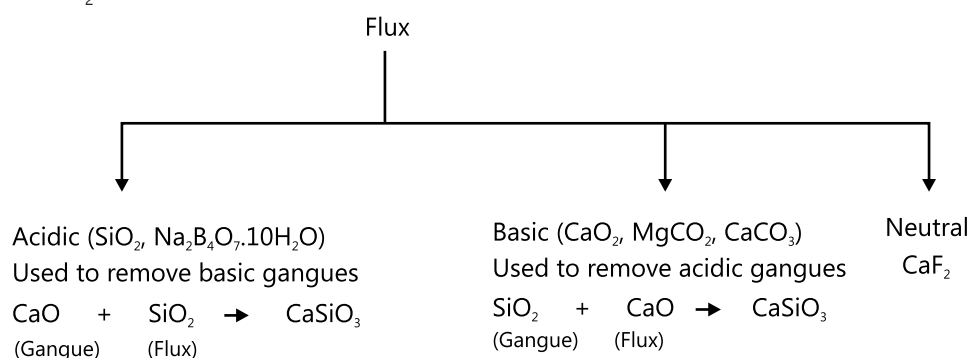 2
Flux
Acidic (SiO₂, Na₂B₄O₇.10H₂O)
Used to remove basic gangues
CaO + SiO₂ → CaSiO₃
(Gangue) (Flux)
Basic (CaO₂, MgCO₂, CaCO₃)
Used to remove acidic gangues
SiO₂ + CaO → CaSiO₃
(Gangue) (Flux)
Neutral
CaF₂